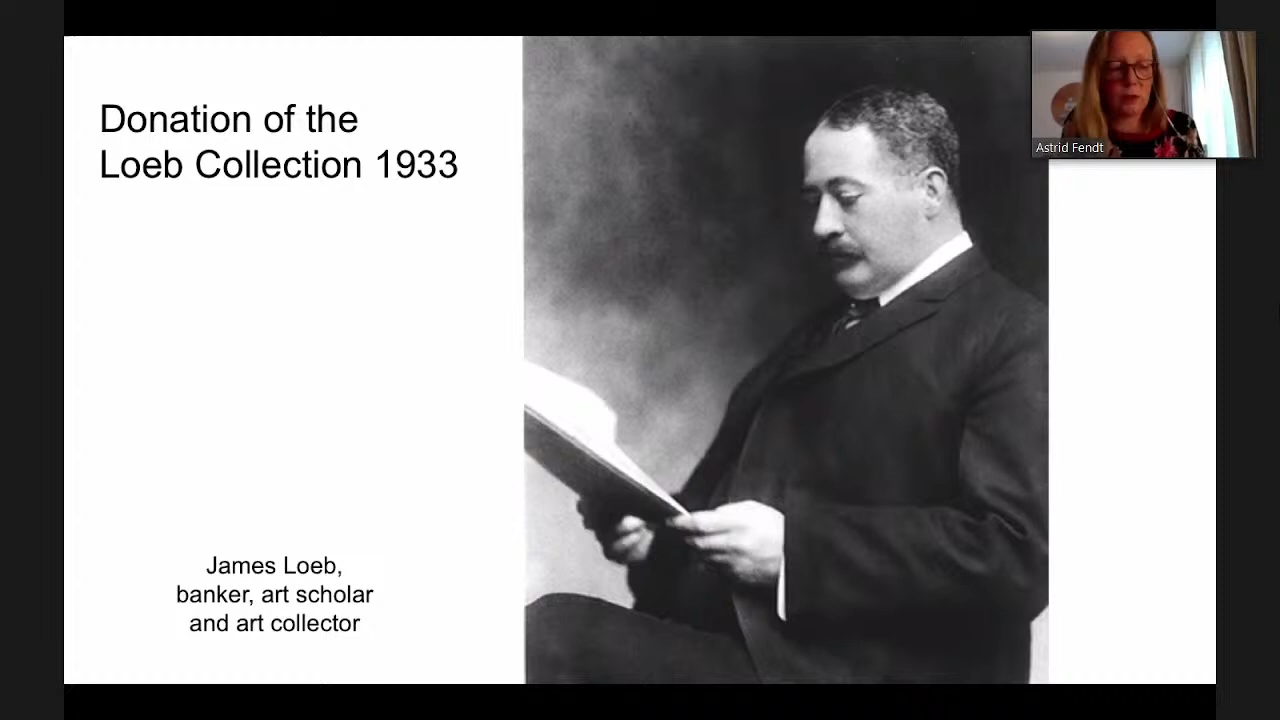 Donation of the
Loeb Collection 1933
Astrid Fendt
James Loeb,
banker, art scholar
and art collector